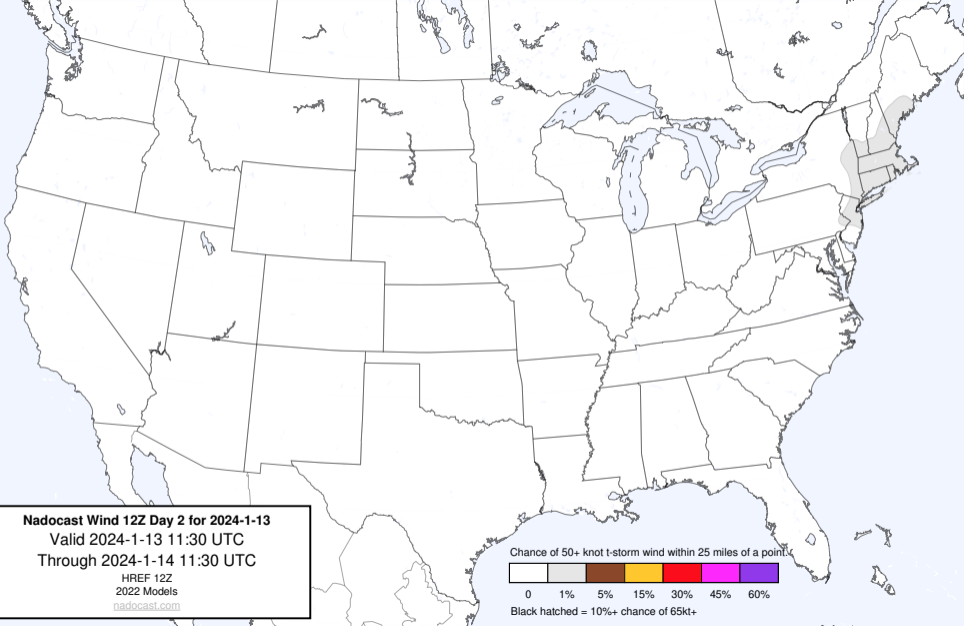 Nadocast Wind 12Z Day 2 for 2024-1-13
Valid 2024-1-13 11:30 UTC
Through 2024-1-14 11:30 UTC
HREF 12Z
2022 Models
nadocast.com
Chance of 50+ knot t-storm wind within 25 miles of a point.
0 1% 5% 15% 30% 45% 60%
Black hatched = 10%+ chance of 65kt+